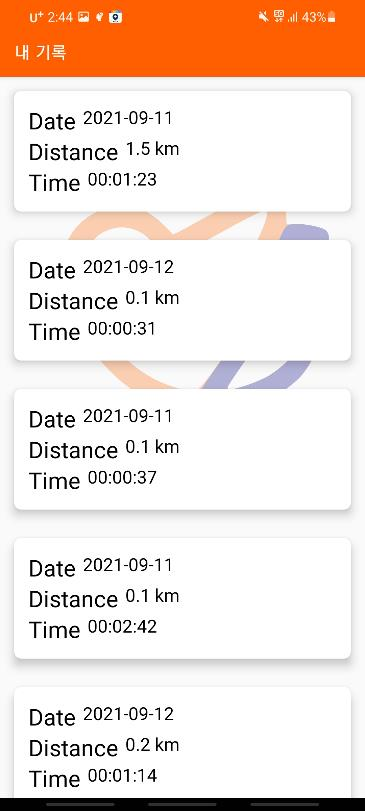 U+ 2:44 43%
내 기록
Date 2021-09-11
Distance 1.5 km
Time 00:01:23
Date 2021-09-12
Distance 0.1 km
Time 00:00:31
Date 2021-09-11
Distance 0.1 km
Time 00:00:37
Date 2021-09-11
Distance 0.1 km
Time 00:02:42
Date 2021-09-12
Distance 0.2 km
Time 00:01:14